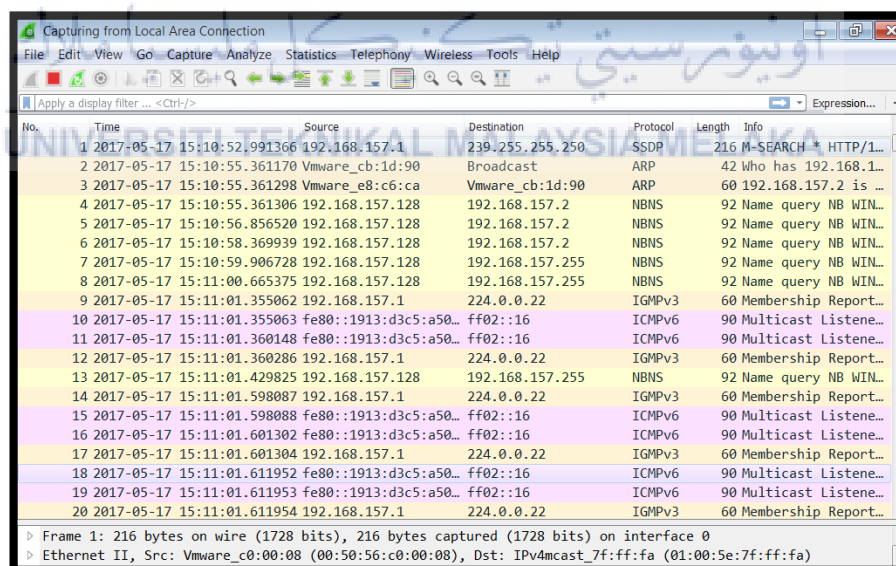 Capturing from Local Area Connection
File Edit View Go Capture Analyze Statistics Telephony Wireless Tools Help
Apply a display filter ... <Ctrl-/> Expression...
اونيۏرسيتي تيكنيكل مليسيا ملاك
No. Time Source Destination Protocol Length Info
UNIVERSITI TEKNIKAL MALAYSIA MELAKA
1 2017-05-17 15:10:52.991366 192.168.157.1 239.255.255.250 SSDP 216 M-SEARCH * HTTP/1…
2 2017-05-17 15:10:55.361170 Vmware_cb:1d:90 Broadcast ARP 42 Who has 192.168.1…
3 2017-05-17 15:10:55.361298 Vmware_e8:c6:ca Vmware_cb:1d:90 ARP 60 192.168.157.2 is …
4 2017-05-17 15:10:55.361306 192.168.157.128 192.168.157.2 NBNS 92 Name query NB WIN…
5 2017-05-17 15:10:56.856520 192.168.157.128 192.168.157.2 NBNS 92 Name query NB WIN…
6 2017-05-17 15:10:58.369939 192.168.157.128 192.168.157.2 NBNS 92 Name query NB WIN…
7 2017-05-17 15:10:59.906728 192.168.157.128 192.168.157.255 NBNS 92 Name query NB WIN…
8 2017-05-17 15:11:00.665375 192.168.157.128 192.168.157.255 NBNS 92 Name query NB WIN…
9 2017-05-17 15:11:01.355062 192.168.157.1 224.0.0.22 IGMPv3 60 Membership Report…
10 2017-05-17 15:11:01.355063 fe80::1913:d3c5:a50… ff02::16 ICMPv6 90 Multicast Listene…
11 2017-05-17 15:11:01.360148 fe80::1913:d3c5:a50… ff02::16 ICMPv6 90 Multicast Listene…
12 2017-05-17 15:11:01.360286 192.168.157.1 224.0.0.22 IGMPv3 60 Membership Report…
13 2017-05-17 15:11:01.429825 192.168.157.128 192.168.157.255 NBNS 92 Name query NB WIN…
14 2017-05-17 15:11:01.598087 192.168.157.1 224.0.0.22 IGMPv3 60 Membership Report…
15 2017-05-17 15:11:01.598088 fe80::1913:d3c5:a50… ff02::16 ICMPv6 90 Multicast Listene…
16 2017-05-17 15:11:01.601302 fe80::1913:d3c5:a50… ff02::16 ICMPv6 90 Multicast Listene…
17 2017-05-17 15:11:01.601304 192.168.157.1 224.0.0.22 IGMPv3 60 Membership Report…
18 2017-05-17 15:11:01.611952 fe80::1913:d3c5:a50… ff02::16 ICMPv6 90 Multicast Listene…
19 2017-05-17 15:11:01.611953 fe80::1913:d3c5:a50… ff02::16 ICMPv6 90 Multicast Listene…
20 2017-05-17 15:11:01.611954 192.168.157.1 224.0.0.22 IGMPv3 60 Membership Report…
Frame 1: 216 bytes on wire (1728 bits), 216 bytes captured (1728 bits) on interface 0
Ethernet II, Src: Vmware_c0:00:08 (00:50:56:c0:00:08), Dst: IPv4mcast_7f:ff:fa (01:00:5e:7f:ff:fa)